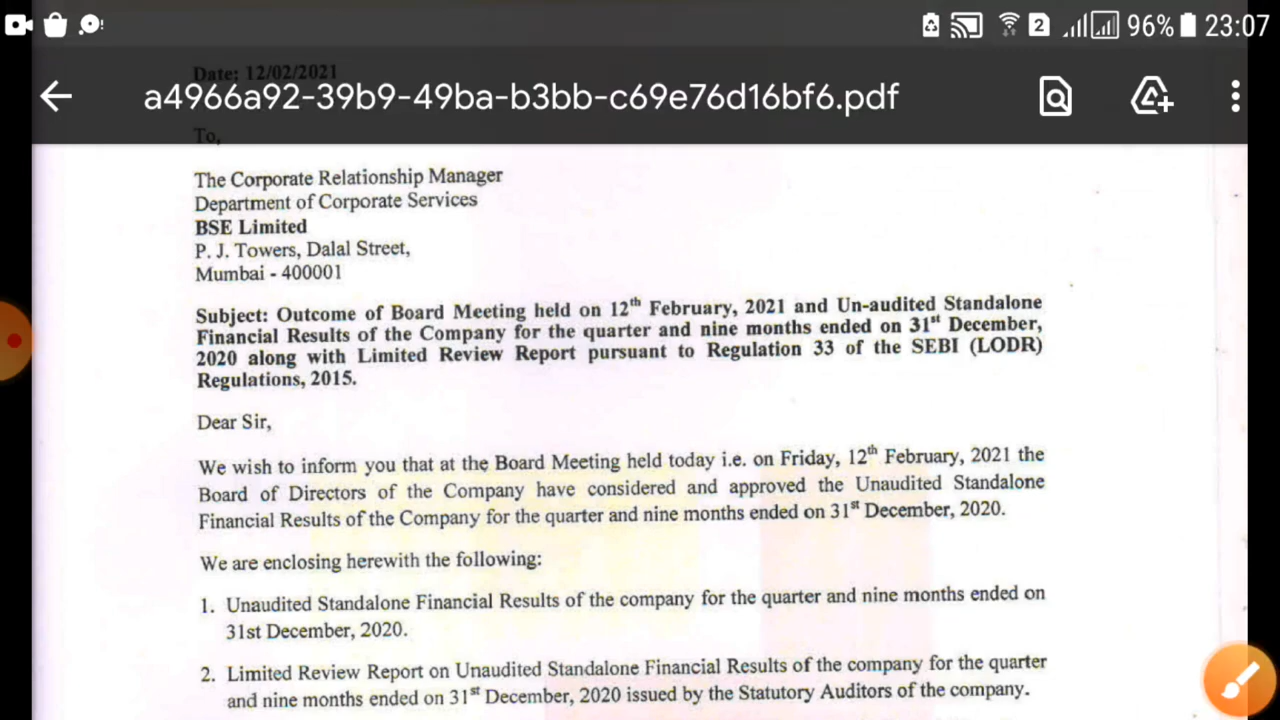 2 96% 23:07
Date: 12/02/2021
a4966a92-39b9-49ba-b3bb-c69e76d16bf6.pdf
To,
The Corporate Relationship Manager
Department of Corporate Services
BSE Limited
P. J. Towers, Dalal Street,
Mumbai - 400001
Subject: Outcome of Board Meeting held on 12th February, 2021 and Un-audited Standalone
Financial Results of the Company for the quarter and nine months ended on 31st December,
2020 along with Limited Review Report pursuant to Regulation 33 of the SEBI (LODR)
Regulations, 2015.
Dear Sir,
We wish to inform you that at the Board Meeting held today i.e. on Friday, 12th February, 2021 the
Board of Directors of the Company have considered and approved the Unaudited Standalone
Financial Results of the Company for the quarter and nine months ended on 31st December, 2020.
We are enclosing herewith the following:
1. Unaudited Standalone Financial Results of the company for the quarter and nine months ended on
31st December, 2020.
2. Limited Review Report on Unaudited Standalone Financial Results of the company for the quarter
and nine months ended on 31st December, 2020 issued by the Statutory Auditors of the company.